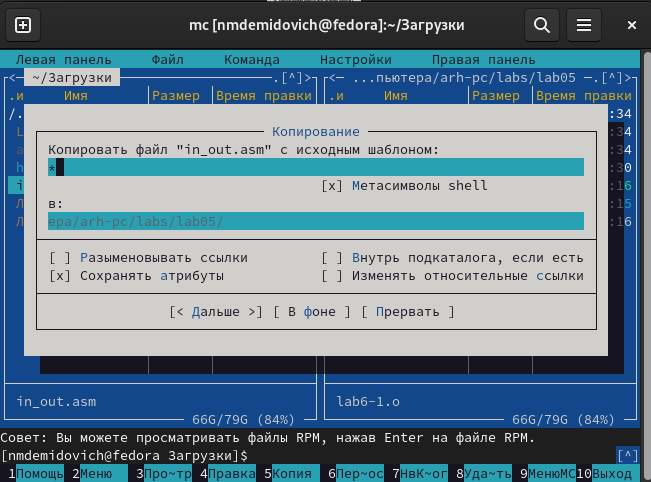 mc [nmdemidovich@fedora]:~/Загрузки
Левая панель Файл Команда Настройки Правая панель
<— ~/Загрузки —.[^]> <— ...пьютера/arh-pc/labs/lab05 —.[^]>
.и Имя Размер Время правки .и Имя Размер Время правки
/. :34
Копирование
L :34
Копировать файл "in_out.asm" с исходным шаблоном:
а :34
*
h :30
[x] Метасимволы shell
i :16
в:
Л :15
epa/arh-pc/labs/lab05/
Л :16
[ ] Разыменовывать ссылки [ ] Внутрь подкаталога, если есть
[x] Сохранять атрибуты [ ] Изменять относительные ссылки
[< Дальше >] [ В фоне ] [ Прервать ]
in_out.asm lab6-1.o
66G/79G (84%) 66G/79G (84%)
Совет: Вы можете просматривать файлы RPM, нажав Enter на файле RPM.
[nmdemidovich@fedora Загрузки]$ [^]
1Помощь 2Меню 3Про~тр 4Правка 5Копия 6Пер~ос 7НвК~ог 8Уда~ть 9МенюMC 10Выход